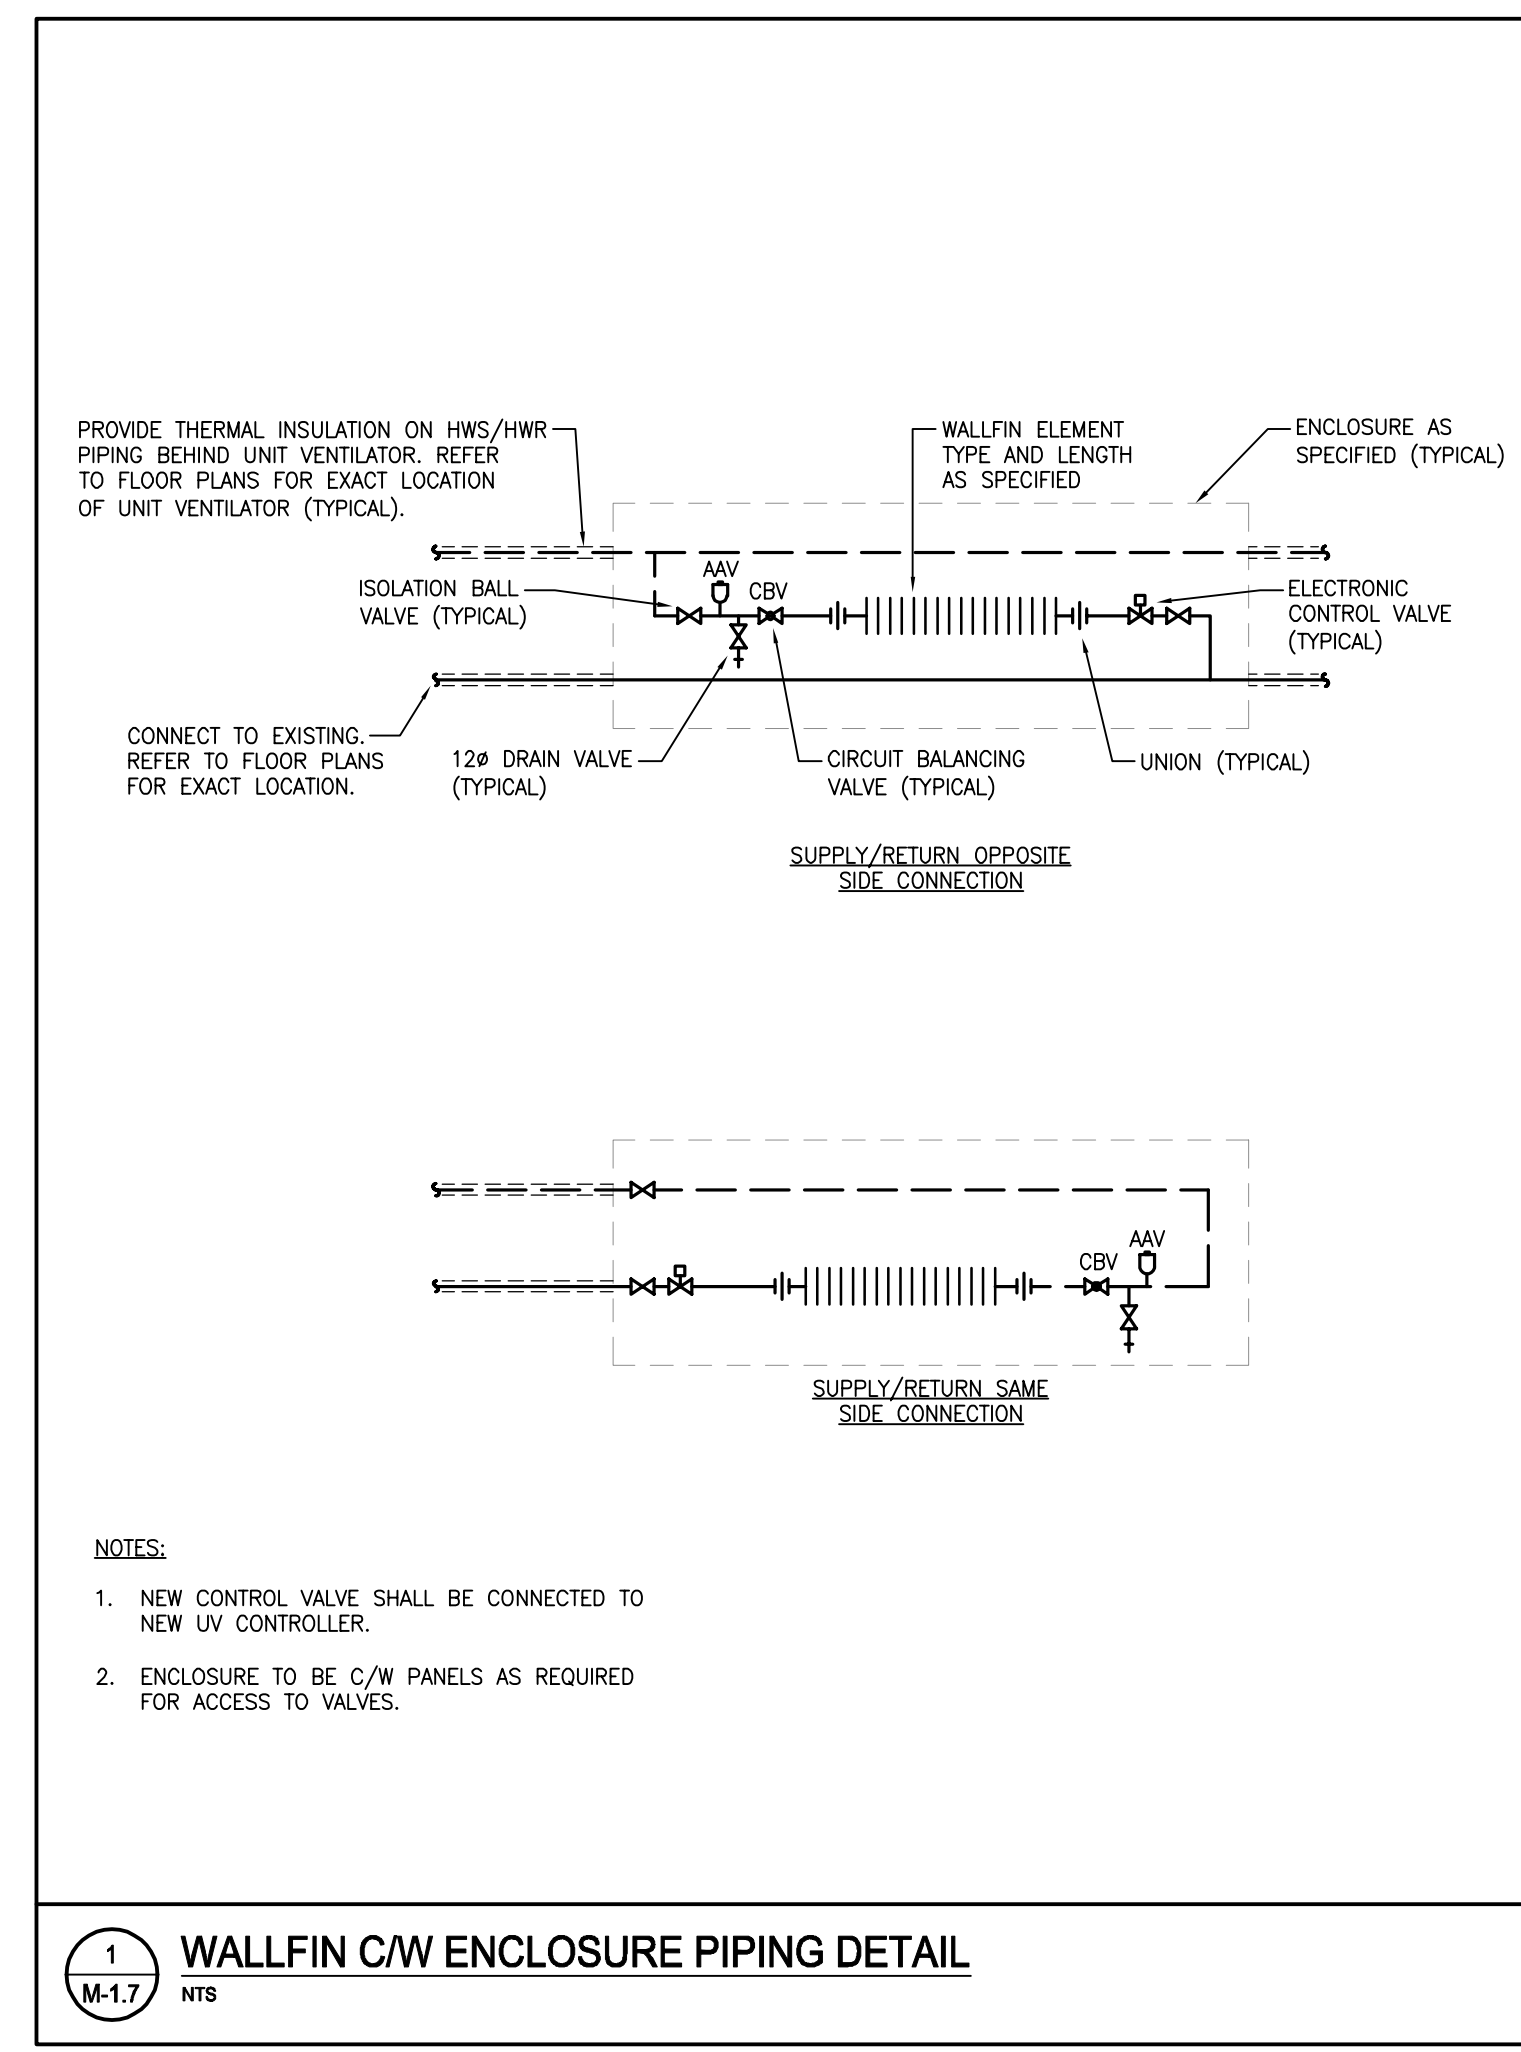 PROVIDE THERMAL INSULATION ON HWS/HWR
PIPING BEHIND UNIT VENTILATOR. REFER
TO FLOOR PLANS FOR EXACT LOCATION
OF UNIT VENTILATOR (TYPICAL).
WALLFIN ELEMENT
TYPE AND LENGTH
AS SPECIFIED
ENCLOSURE AS
SPECIFIED (TYPICAL)
ISOLATION BALL
VALVE (TYPICAL)
AAV
CBV
ELECTRONIC
CONTROL VALVE
(TYPICAL)
CONNECT TO EXISTING.
REFER TO FLOOR PLANS
FOR EXACT LOCATION.
12ø DRAIN VALVE
(TYPICAL)
CIRCUIT BALANCING
VALVE (TYPICAL)
UNION (TYPICAL)
SUPPLY/RETURN OPPOSITE
SIDE CONNECTION
CBV
AAV
SUPPLY/RETURN SAME
SIDE CONNECTION
NOTES:
1. NEW CONTROL VALVE SHALL BE CONNECTED TO
NEW UV CONTROLLER.
2. ENCLOSURE TO BE C/W PANELS AS REQUIRED
FOR ACCESS TO VALVES.
1
M-1.7
WALLFIN C/W ENCLOSURE PIPING DETAIL
NTS